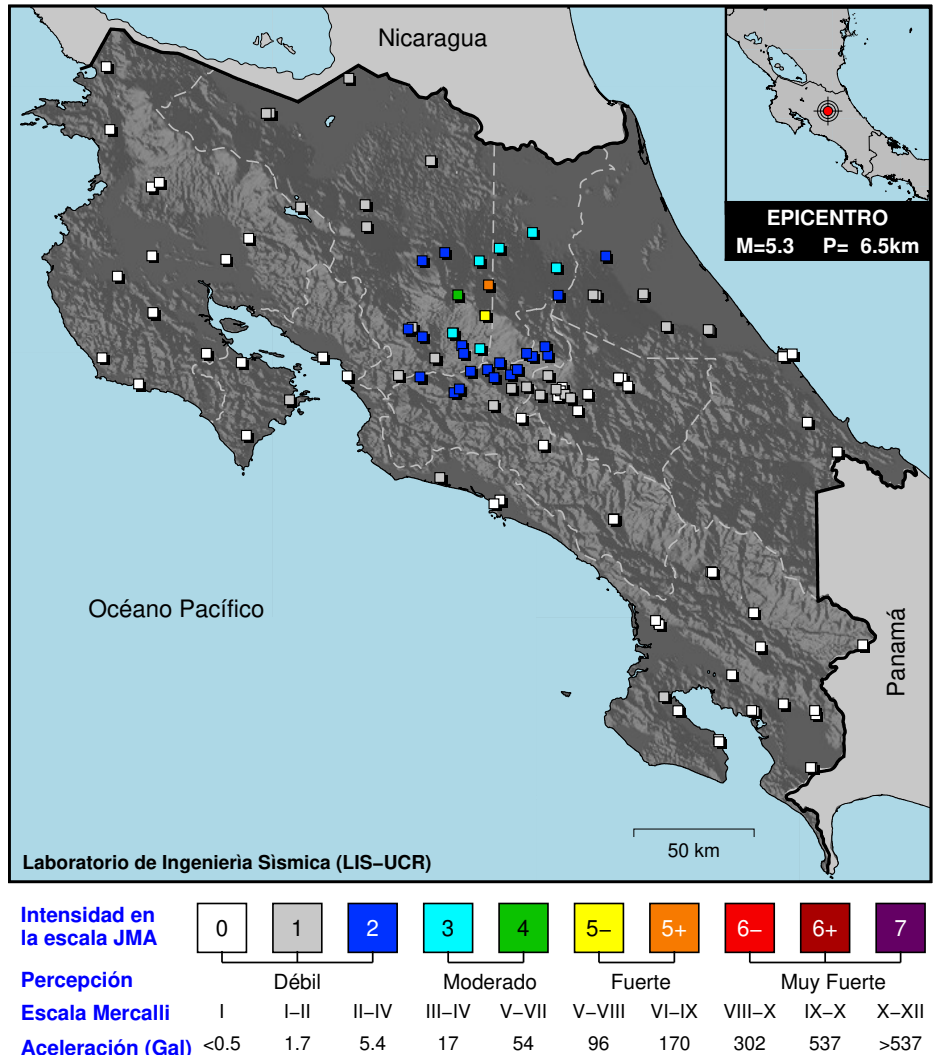 Nicaragua
EPICENTRO
M=5.3 P= 6.5km
Océano Pacífico
Panamá
50 km
Laboratorio de Ingenierìa Sìsmica (LIS−UCR)
Intensidad en
la escala JMA
0 1 2 3 4 5− 5+ 6− 6+ 7
Percepción Débil Moderado Fuerte Muy Fuerte
Escala Mercalli I I−II II−IV III−IV V−VII V−VIII VI−IX VIII−X IX−X X−XII
Aceleración (Gal) <0.5 1.7 5.4 17 54 96 170 302 537 >537